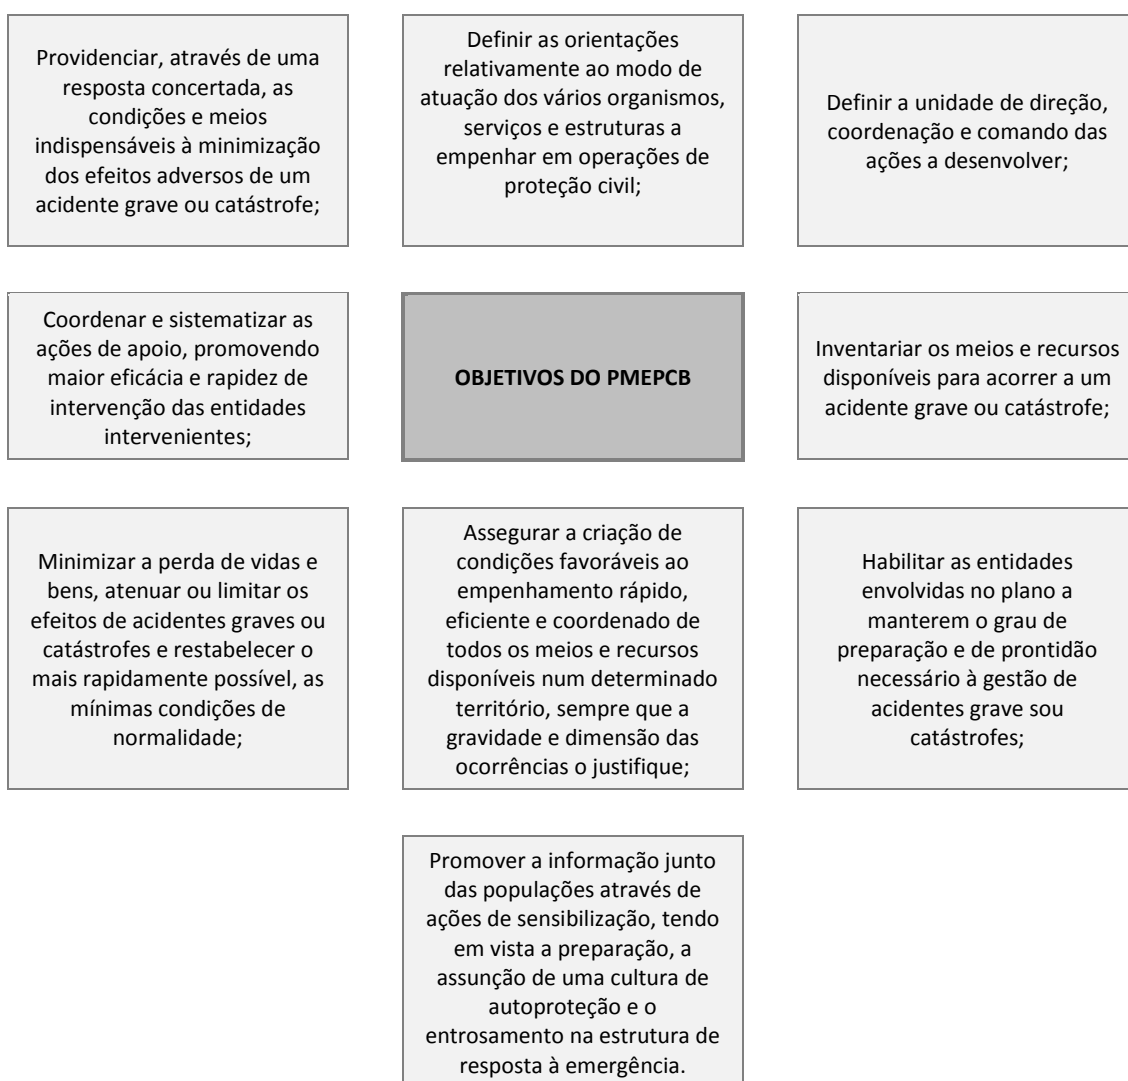 Providenciar, através de uma
resposta concertada, as
condições e meios
indispensáveis à minimização
dos efeitos adversos de um
acidente grave ou catástrofe;
Definir as orientações
relativamente ao modo de
atuação dos vários organismos,
serviços e estruturas a
empenhar em operações de
proteção civil;
Definir a unidade de direção,
coordenação e comando das
ações a desenvolver;
Coordenar e sistematizar as
ações de apoio, promovendo
maior eficácia e rapidez de
intervenção das entidades
intervenientes;
OBJETIVOS DO PMEPCB
Inventariar os meios e recursos
disponíveis para acorrer a um
acidente grave ou catástrofe;
Minimizar a perda de vidas e
bens, atenuar ou limitar os
efeitos de acidentes graves ou
catástrofes e restabelecer o
mais rapidamente possível, as
mínimas condições de
normalidade;
Assegurar a criação de
condições favoráveis ao
empenhamento rápido,
eficiente e coordenado de
todos os meios e recursos
disponíveis num determinado
território, sempre que a
gravidade e dimensão das
ocorrências o justifique;
Habilitar as entidades
envolvidas no plano a
manterem o grau de
preparação e de prontidão
necessário à gestão de
acidentes grave sou
catástrofes;
Promover a informação junto
das populações através de
ações de sensibilização, tendo
em vista a preparação, a
assunção de uma cultura de
autoproteção e o
entrosamento na estrutura de
resposta à emergência.